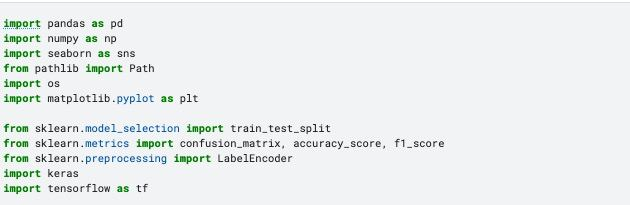 import pandas as pd
import numpy as np
import seaborn as sns
from pathlib import Path
import os
import matplotlib.pyplot as plt
from sklearn.model_selection import train_test_split
from sklearn.metrics import confusion_matrix, accuracy_score, f1_score
from sklearn.preprocessing import LabelEncoder
import keras
import tensorflow as tf